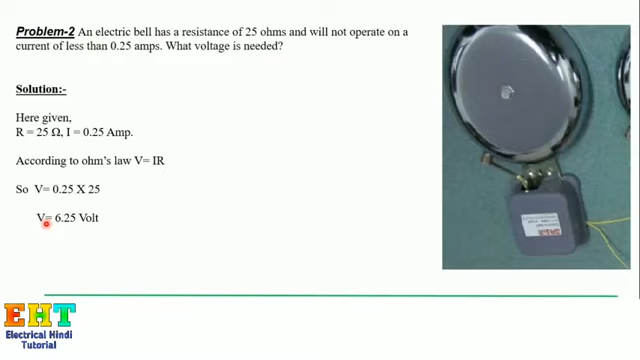 Problem-2 An electric bell has a resistance of 25 ohms and will not operate on a
current of less than 0.25 amps. What voltage is needed?
Solution:-
Here given,
R = 25 Ω, I = 0.25 Amp.
According to ohm's law V= IR
So V= 0.25 X 25
V= 6.25 Volt
EHT
Electrical Hindi
Tutorial